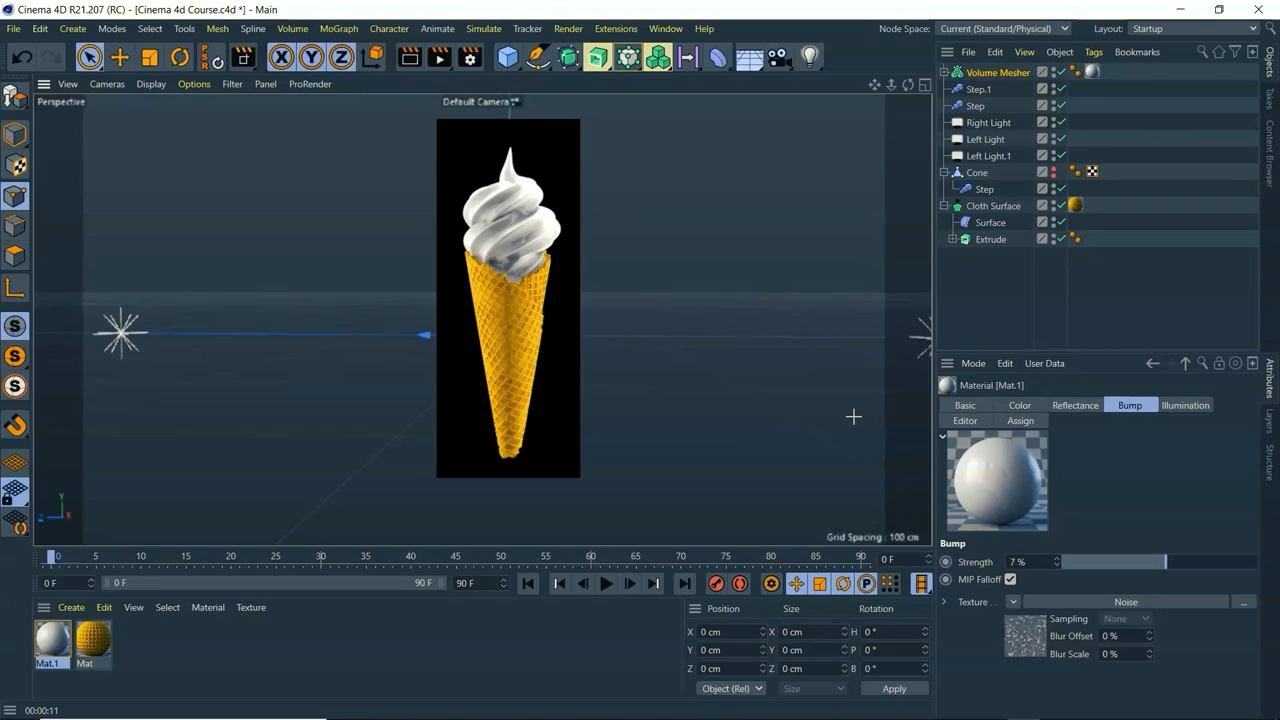 Cinema 4D R21.207 (RC) - [Cinema 4d Course.c4d *] - Main
File Edit Create Modes Select Tools Mesh Spline Volume MoGraph Character Animate Simulate Tracker Render Extensions Window Help Node Space: Current (Standard/Physical) Layout: Startup
PSR X Y Z
View Cameras Display Options Filter Panel ProRender
File Edit View Object Tags Bookmarks
Perspective
Default Camera
Volume Mesher
Step.1
Step
Right Light
Left Light
Left Light.1
Cone
Step
Cloth Surface
Surface
Extrude
Objects
Takes
Content Browser
S
S
S
Y
Z X
Grid Spacing : 100 cm
Mode Edit User Data
Material [Mat.1]
Basic Color Reflectance Bump Illumination
Editor Assign
Attributes
Layers
Structure
Bump
Strength 7 %
MIP Falloff
Texture . . Noise ...
Sampling None
Blur Offset 0 %
Blur Scale 0 %
0 5 10 15 20 25 30 35 40 45 50 55 60 65 70 75 80 85 90 0 F
0 F 0 F 90 F 90 F
P
Create Edit View Select Material Texture
Mat.1 Mat
Position Size Rotation
X 0 cm X 0 cm H 0 °
Y 0 cm Y 0 cm P 0 °
Z 0 cm Z 0 cm B 0 °
Object (Rel) Size Apply
00:00:11